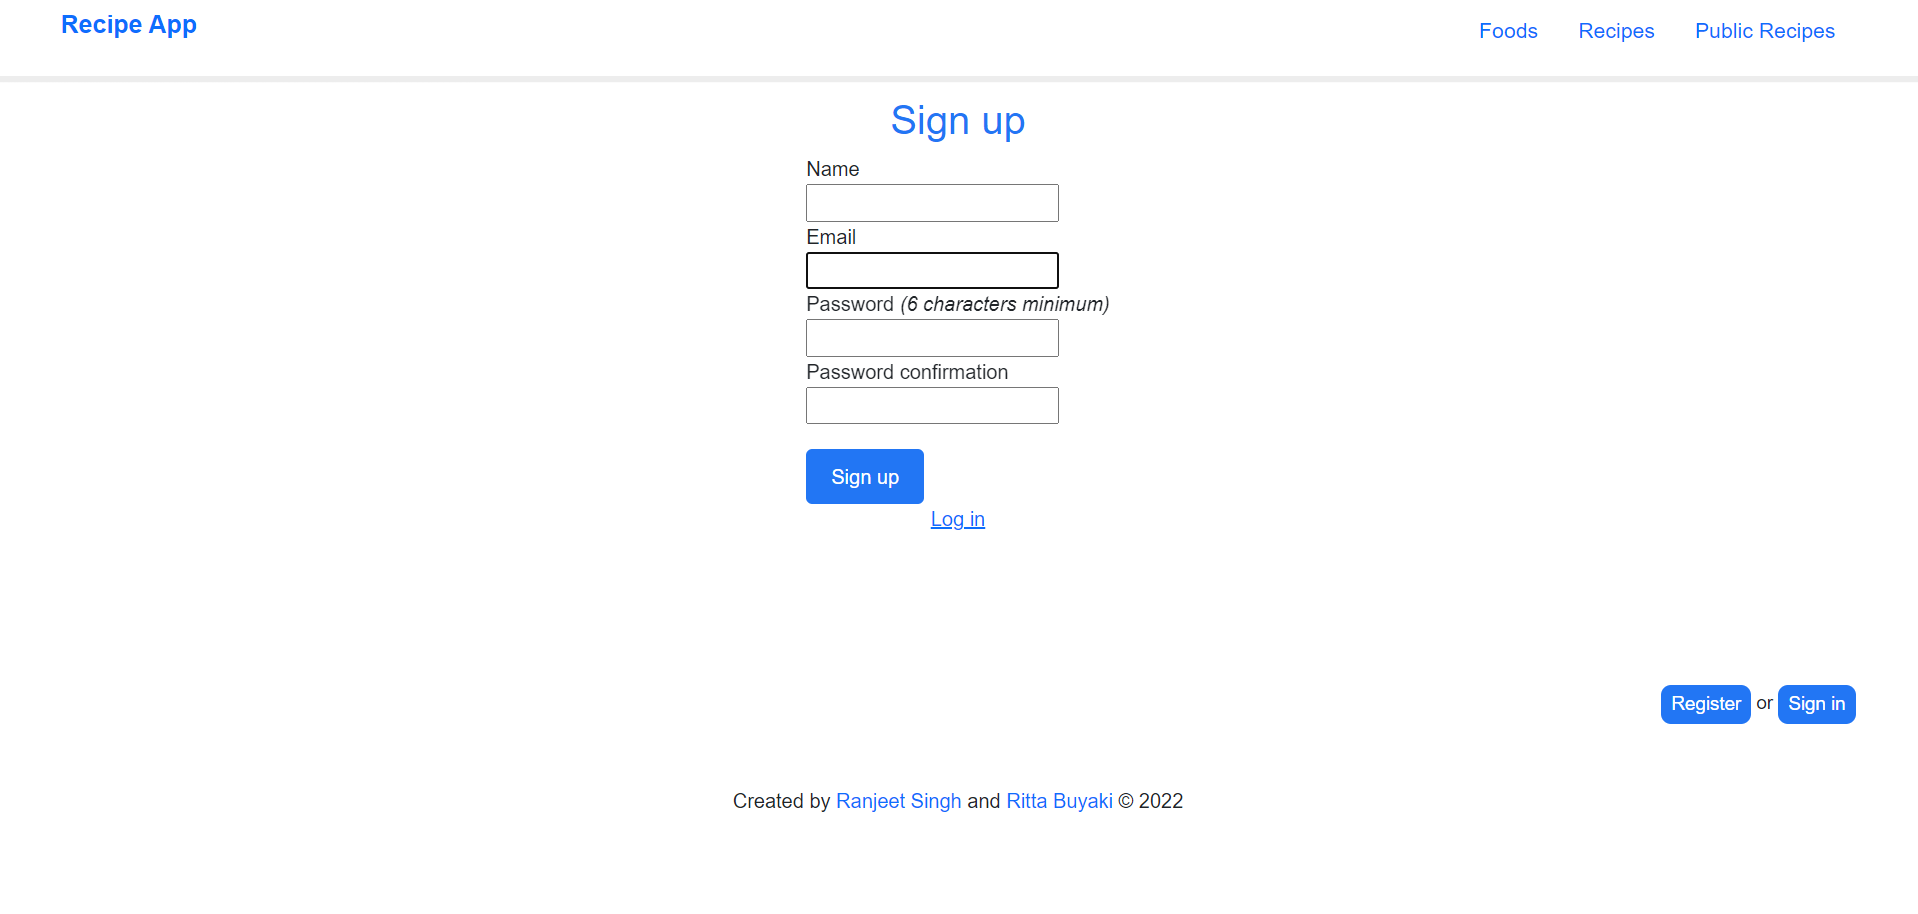 Recipe App
Foods Recipes Public Recipes
Sign up
Name
Email
Password (6 characters minimum)
Password confirmation
Sign up
Log in
Register or Sign in
Created by Ranjeet Singh and Ritta Buyaki © 2022